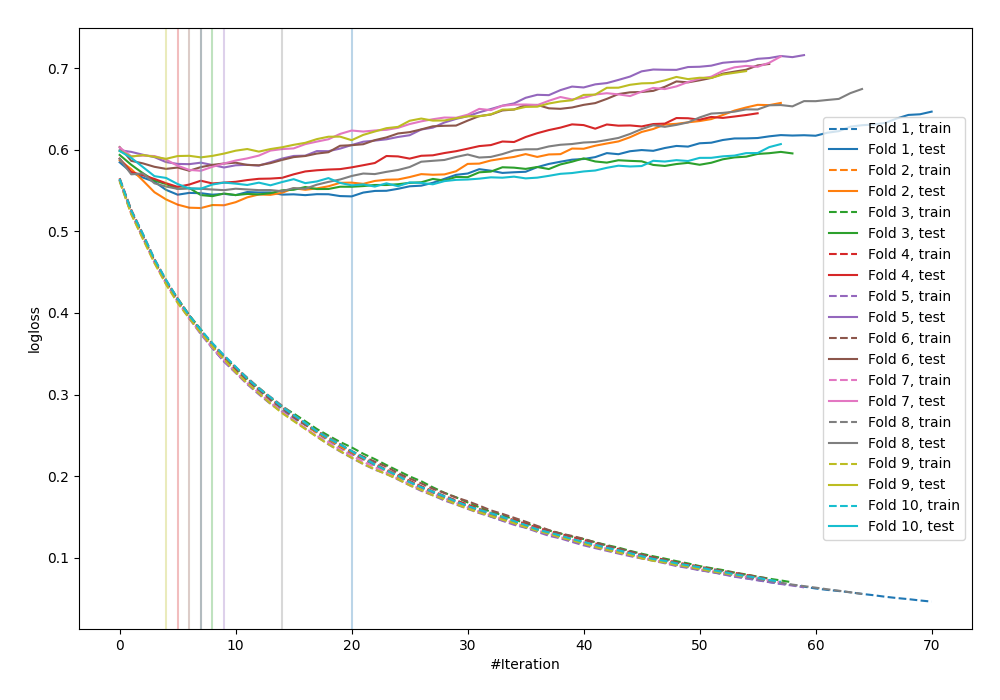 0.7
0.6
0.5
0.4
0.3
0.2
0.1
logloss
0 10 20 30 40 50 60 70
#Iteration
Fold 1, train
Fold 1, test
Fold 2, train
Fold 2, test
Fold 3, train
Fold 3, test
Fold 4, train
Fold 4, test
Fold 5, train
Fold 5, test
Fold 6, train
Fold 6, test
Fold 7, train
Fold 7, test
Fold 8, train
Fold 8, test
Fold 9, train
Fold 9, test
Fold 10, train
Fold 10, test